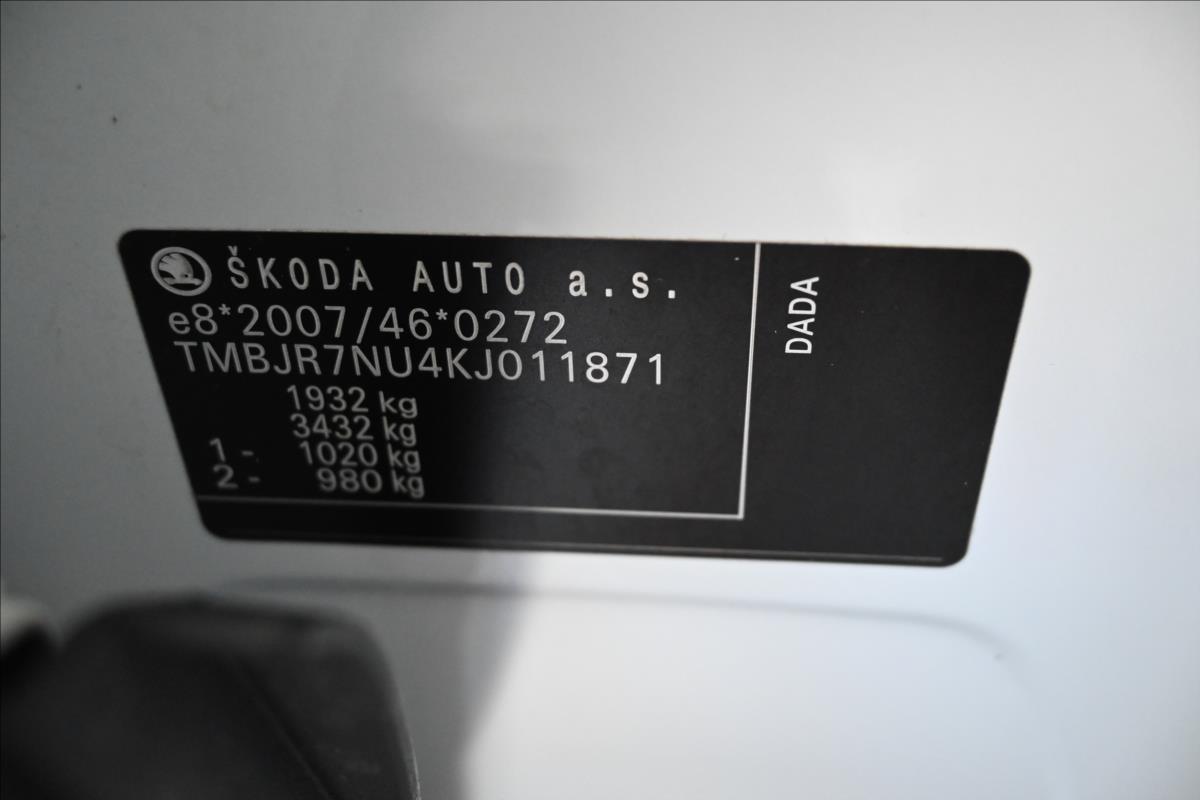 ŠKODA AUTO a.s.
e8*2007/46*0272
TMBJR7NU4KJ011871
1932 kg
3432 kg
1- 1020 kg
2- 980 kg
DADA